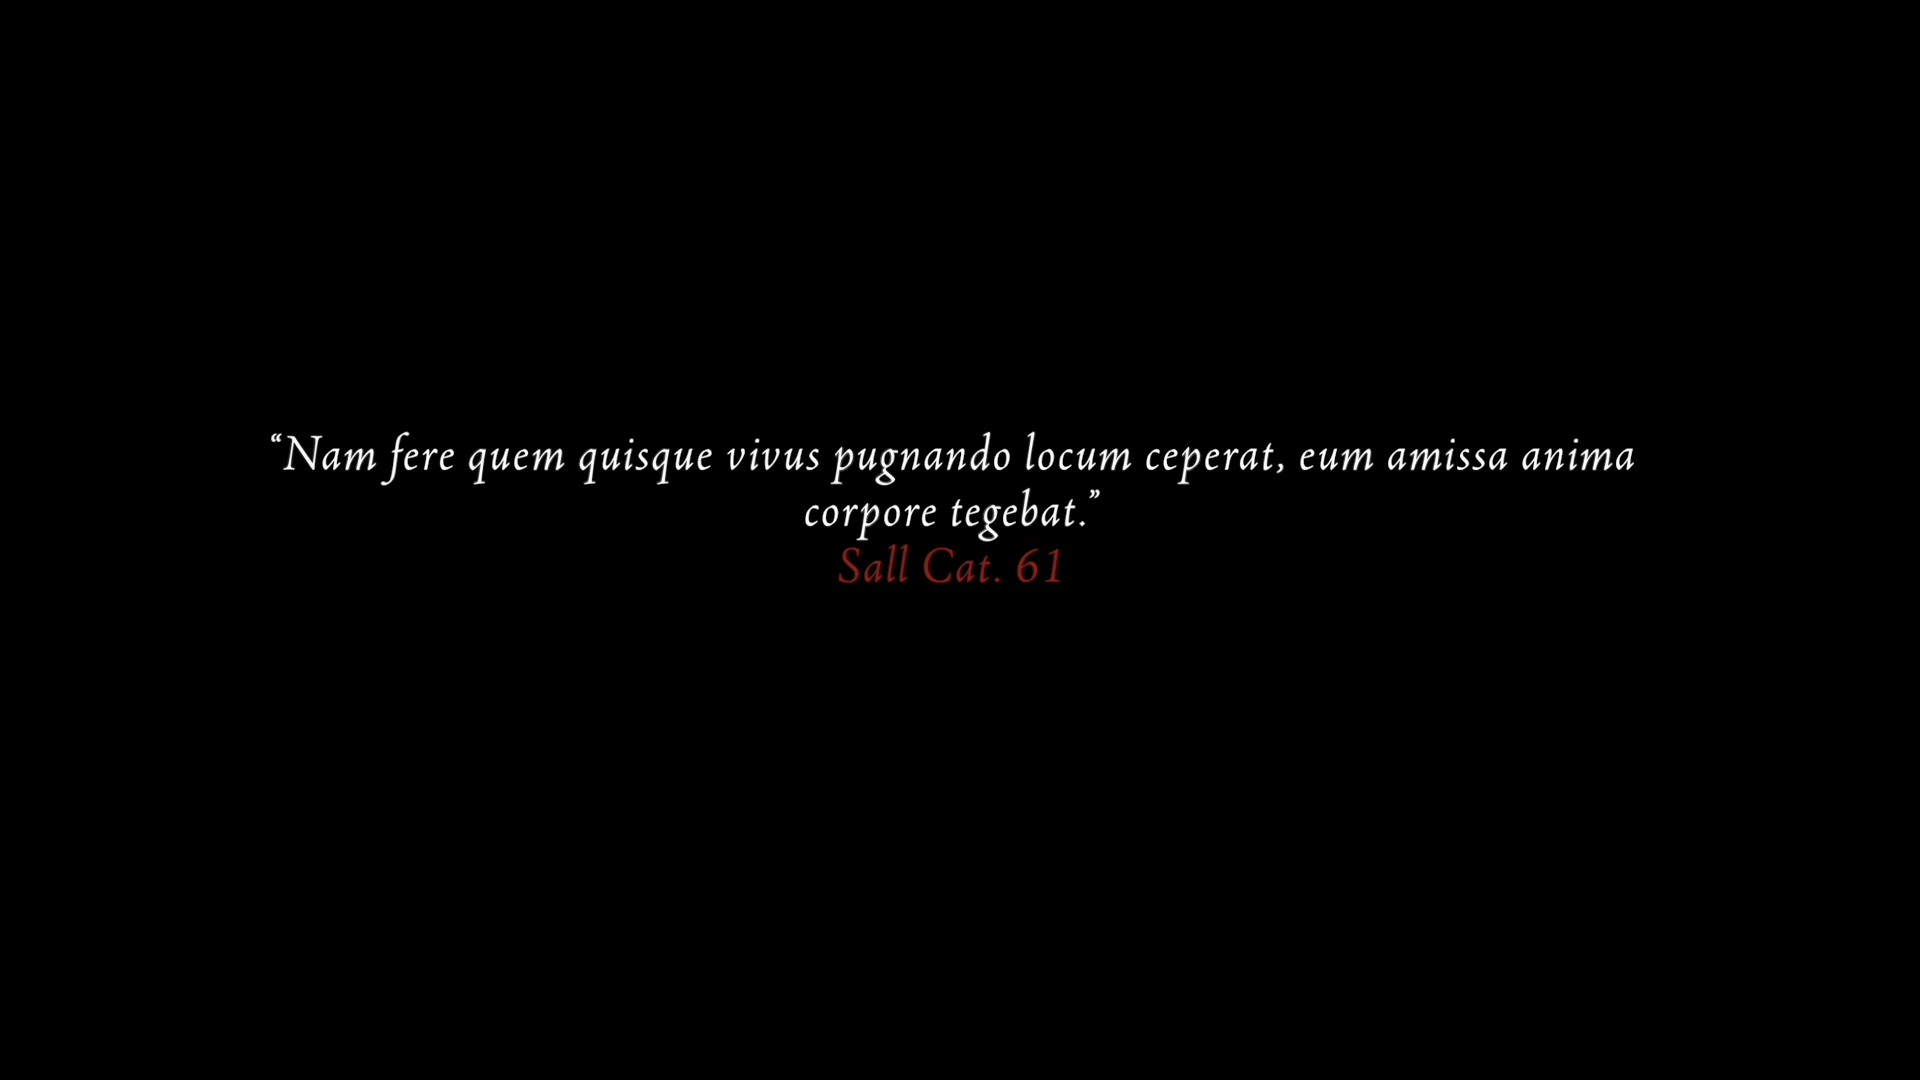 “Nam fere quem quisque vivus pugnando locum ceperat, eum amissa anima
corpore tegebat.”
Sall Cat. 61